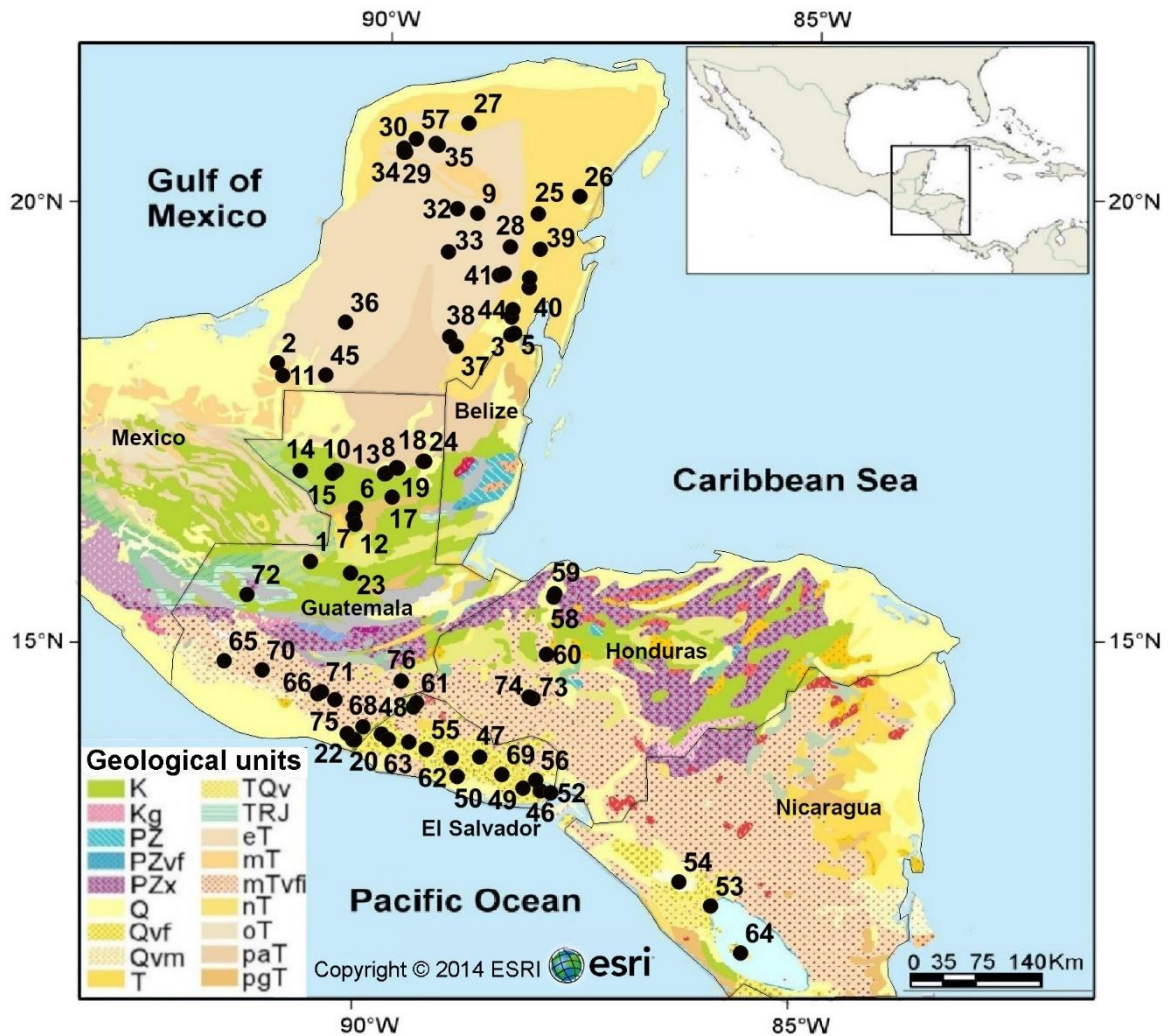 90°W
85°W
20°N
20°N
15°N
15°N
90°W
85°W
Gulf of
Mexico
27
57
30
35
34
29
26
25
9
32
28
39
33
41
36
44
40
38
3
5
37
2
45
11
Belize
Mexico
Caribbean Sea
14
10
13
8
18
24
15
6
19
17
7
12
1
72
23
Guatemala
59
58
60
Honduras
65
70
71
76
61
74
73
66
68
48
75
55
47
69
56
22
20
63
62
50
49
46
52
El Salvador
Nicaragua
54
53
64
Pacific Ocean
Geological units
K
Kg
PZ
PZvf
PZx
Q
Qvf
Qvm
T
TQv
TRJ
eT
mT
mTvfi
nT
oT
paT
pgT
Copyright © 2014 ESRI
esri
0 35 75 140 Km